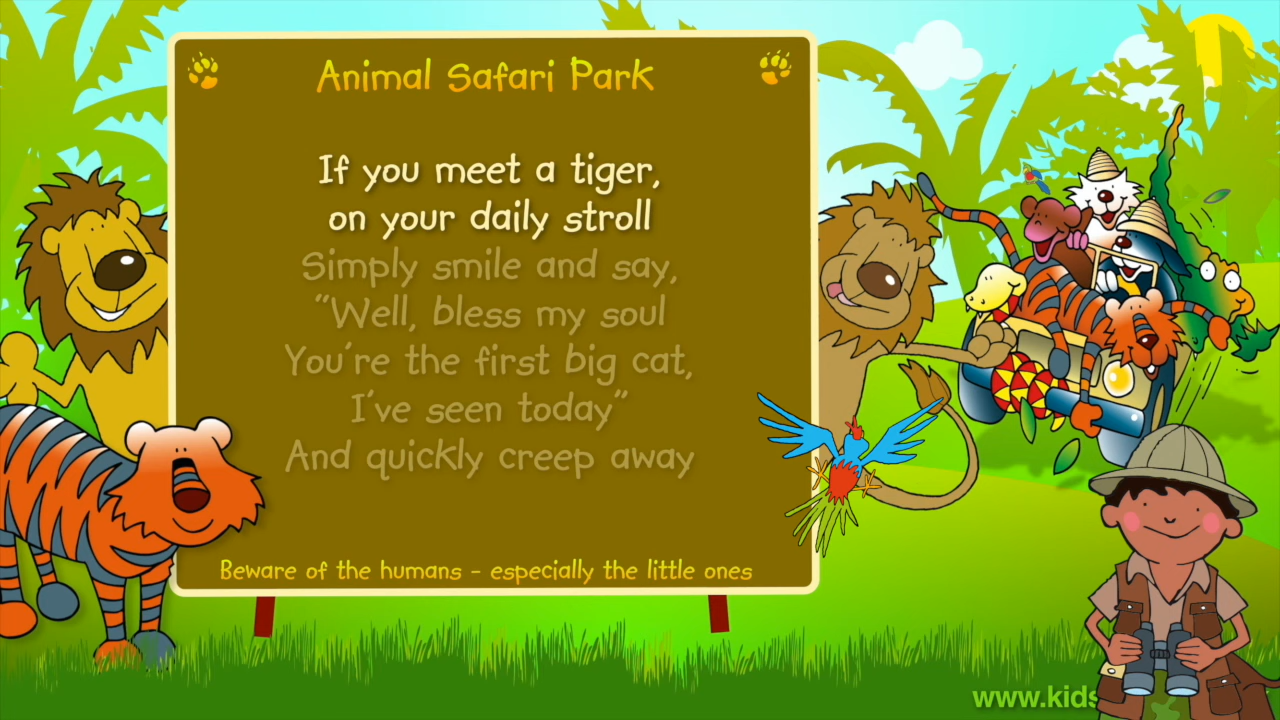 Animal Safari Park
If you meet a tiger,
on your daily stroll
Simply smile and say,
"Well, bless my soul
You're the first big cat,
I've seen today"
And quickly creep away
Beware of the humans - especially the little ones
www.kids